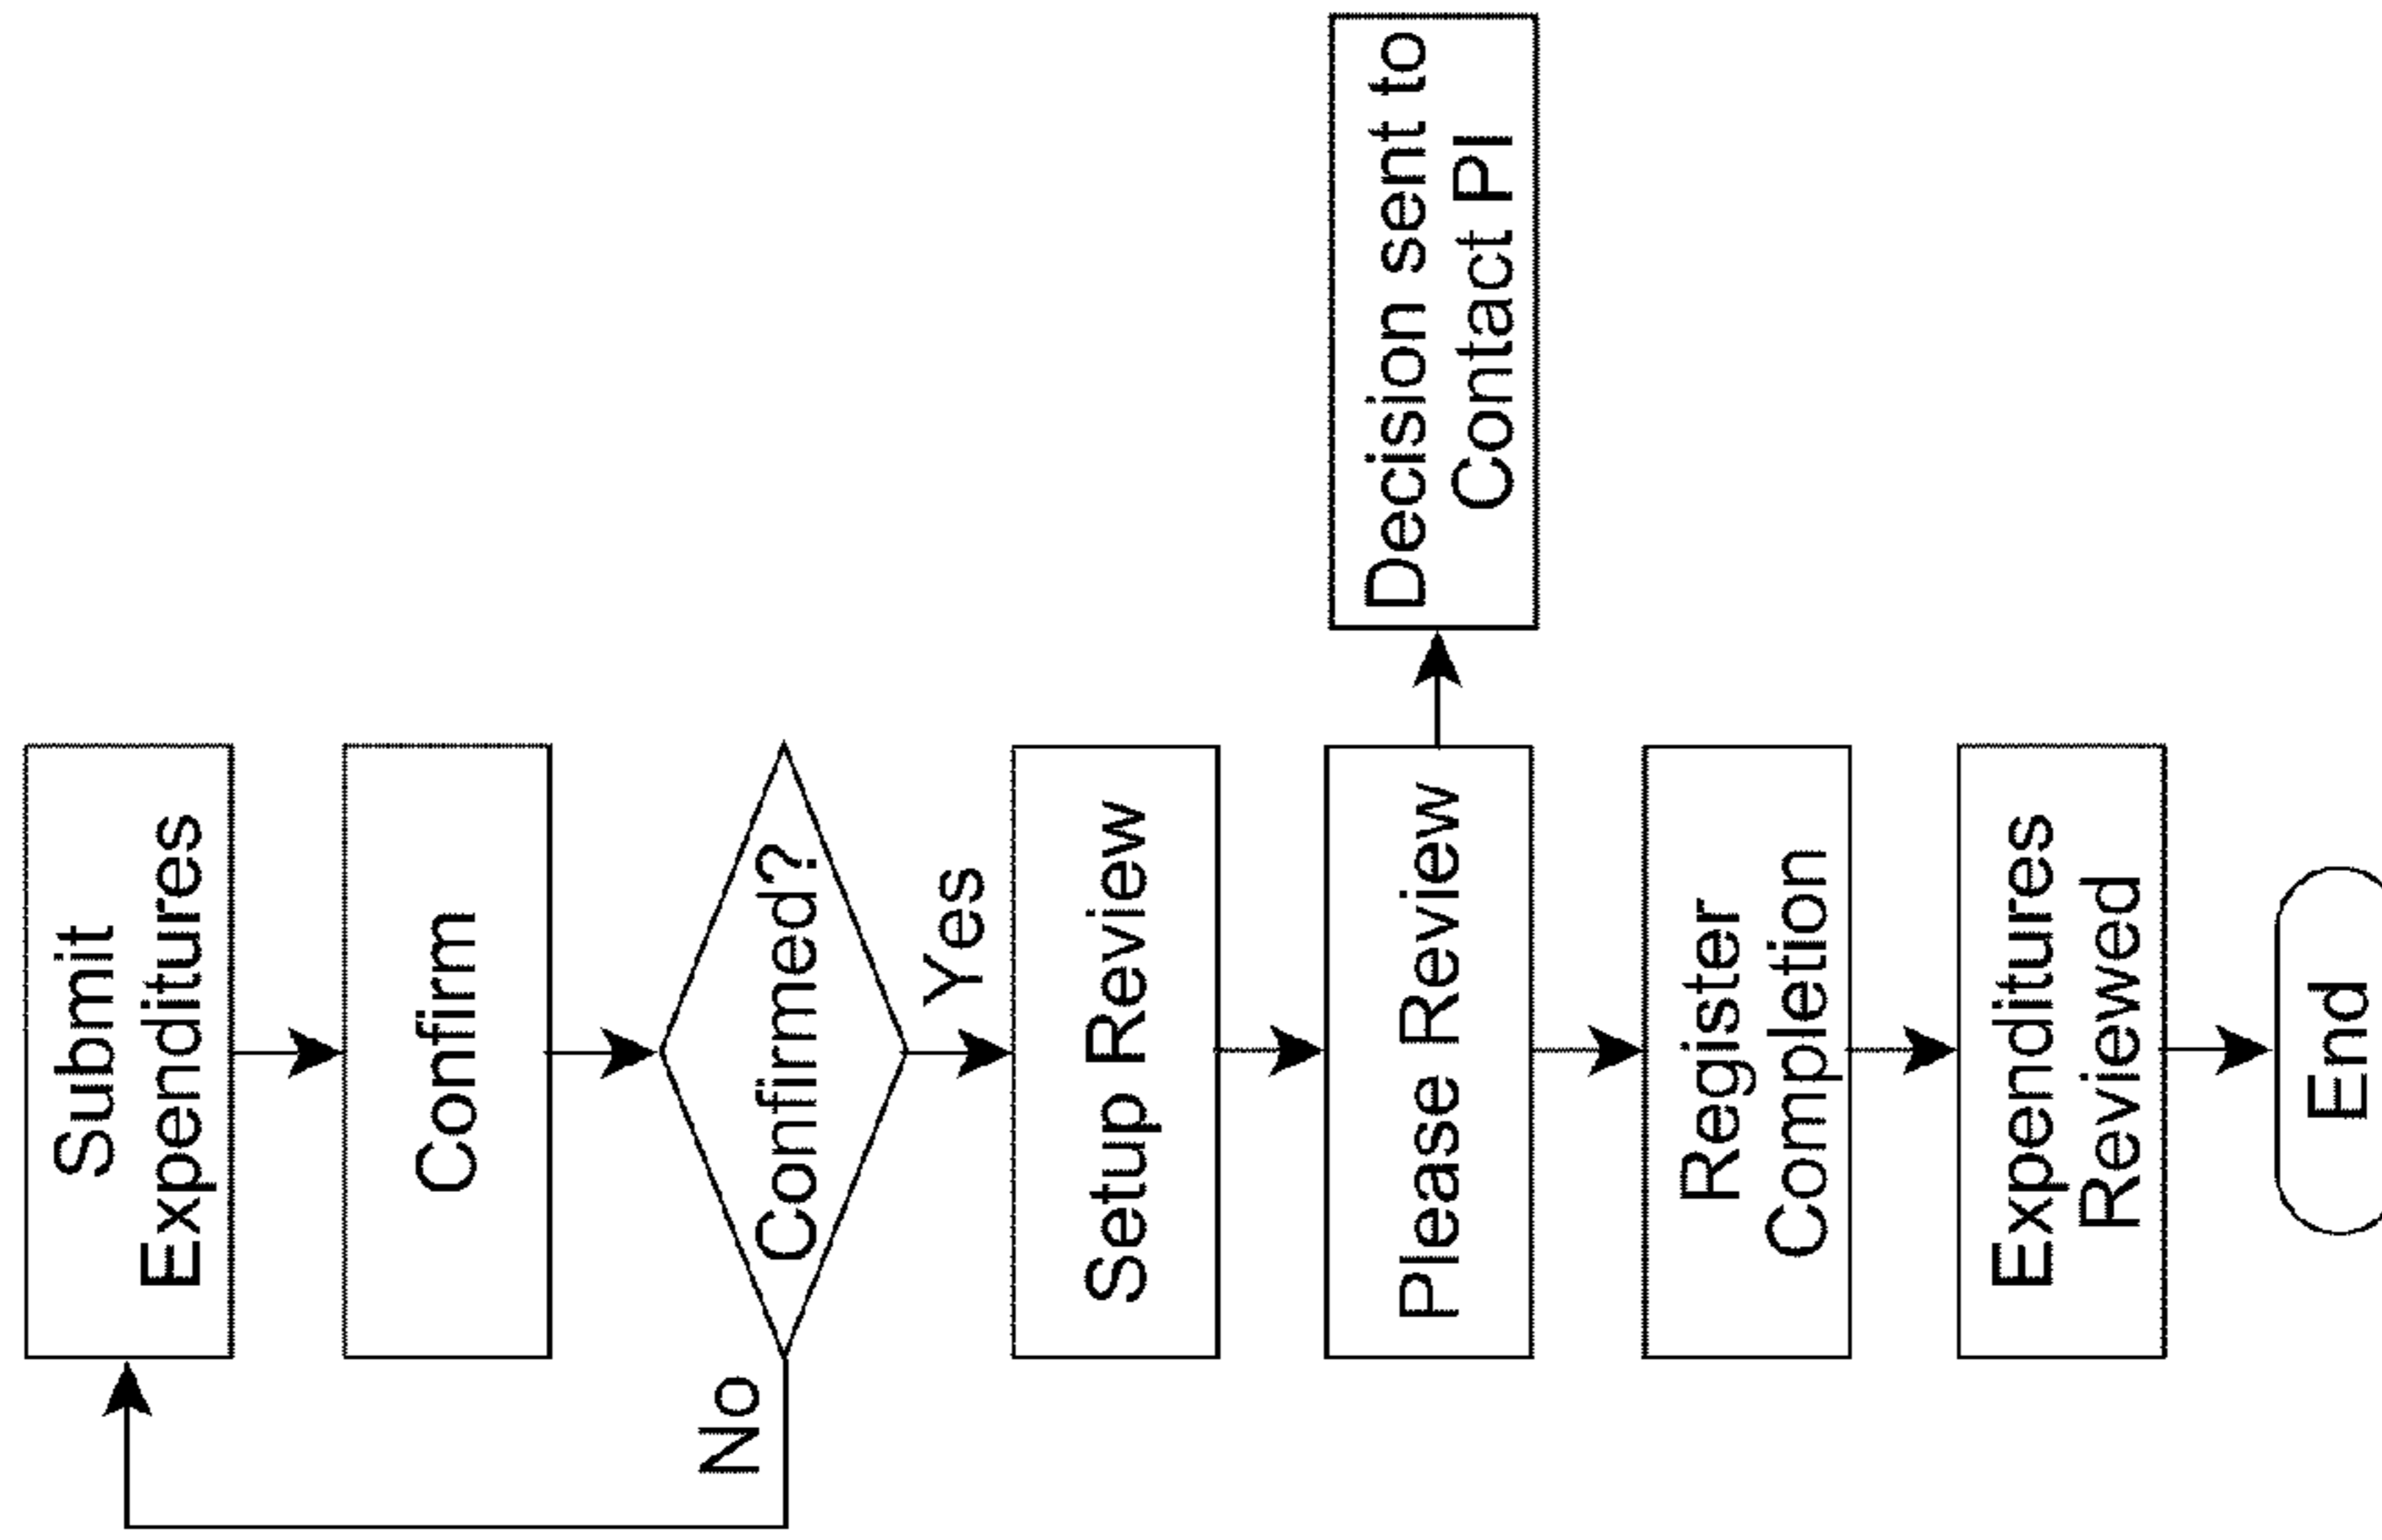 Submit
Expenditures
Confirm
Confirmed?
No
Yes
Setup Review
Please Review
Decision sent to
Contact PI
Register
Completion
Expenditures
Reviewed
End